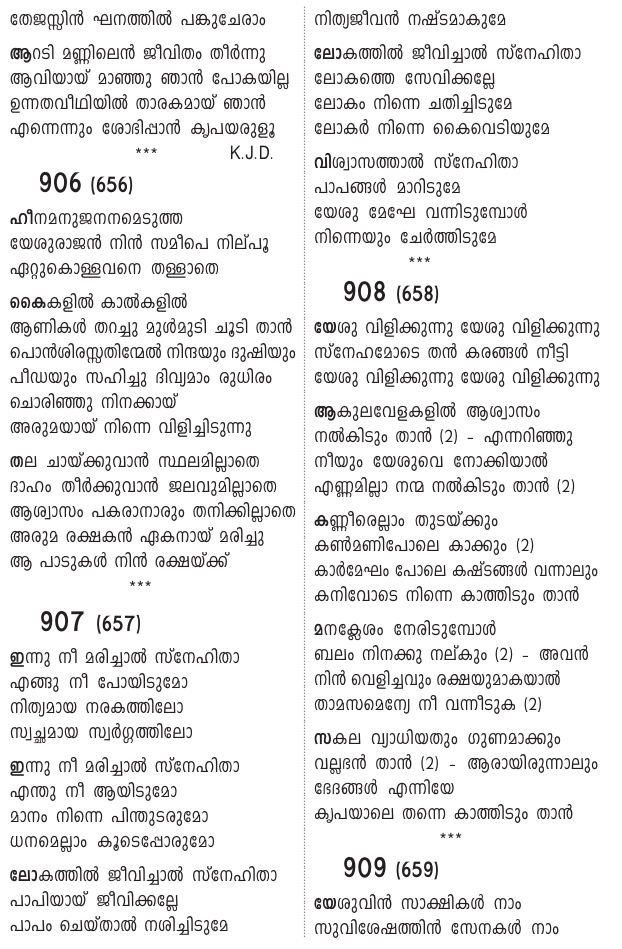 തേജസ്സിൻ ഘനത്തിൽ പങ്കുചേരാം
ആറടി മണ്ണിലെൻ ജീവിതം തീർന്നു
ആവിയായ് മാഞ്ഞു ഞാൻ പോകയില്ല
ഉന്നതവീഥിയിൽ താരകമായ് ഞാൻ
എന്നെന്നും ശോഭിപ്പാൻ കൃപയരുളൂ
*** K.J.D.
906 (656)
ഹീനമനുജനനമെടുത്ത
യേശുരാജൻ നിൻ സമീപെ നില്പൂ
ഏറ്റുകൊള്ളവനെ തള്ളാതെ
കൈകളിൽ കാൽകളിൽ
ആണികൾ തറച്ചു മുൾമുടി ചൂടി താൻ
പൊൻശിരസ്സതിന്മേൽ നിന്ദയും ദുഷിയും
പീഡയും സഹിച്ചു ദിവ്യമാം രുധിരം
ചൊരിഞ്ഞു നിനക്കായ്
അരുമയായ് നിന്നെ വിളിച്ചിടുന്നു
തല ചായ്ക്കുവാൻ സ്ഥലമില്ലാതെ
ദാഹം തീർക്കുവാൻ ജലവുമില്ലാതെ
ആശ്വാസം പകരാനാരും തനിക്കില്ലാതെ
അരുമ രക്ഷകൻ ഏകനായ് മരിച്ചു
ആ പാടുകൾ നിൻ രക്ഷയ്ക്ക്
***
907 (657)
ഇന്നു നീ മരിച്ചാൽ സ്നേഹിതാ
എങ്ങു നീ പോയിടുമോ
നിത്യമായ നരകത്തിലോ
സ്വച്ഛമായ സ്വർഗ്ഗത്തിലോ
ഇന്നു നീ മരിച്ചാൽ സ്നേഹിതാ
എന്തു നീ ആയിടുമോ
മാനം നിന്നെ പിന്തുടരുമോ
ധനമെല്ലാം കൂടെപ്പോരുമോ
ലോകത്തിൽ ജീവിച്ചാൽ സ്നേഹിതാ
പാപിയായ് ജീവിക്കല്ലേ
പാപം ചെയ്താൽ നശിച്ചിടുമേ
നിത്യജീവൻ നഷ്ടമാകുമേ
ലോകത്തിൽ ജീവിച്ചാൽ സ്നേഹിതാ
ലോകത്തെ സേവിക്കല്ലേ
ലോകം നിന്നെ ചതിച്ചിടുമേ
ലോകർ നിന്നെ കൈവെടിയുമേ
വിശ്വാസത്താൽ സ്നേഹിതാ
പാപങ്ങൾ മാറിടുമേ
യേശു മേഘേ വന്നിടുമ്പോൾ
നിന്നെയും ചേർത്തിടുമേ
***
908 (658)
യേശു വിളിക്കുന്നു യേശു വിളിക്കുന്നു
സ്നേഹമോടെ തൻ കരങ്ങൾ നീട്ടി
യേശു വിളിക്കുന്നു യേശു വിളിക്കുന്നു
ആകുലവേളകളിൽ ആശ്വാസം
നൽകിടും താൻ (2) – എന്നറിഞ്ഞു
നീയും യേശുവെ നോക്കിയാൽ
എണ്ണമില്ലാ നന്മ നൽകിടും താൻ (2)
കണ്ണീരെല്ലാം തുടയ്ക്കും
കൺമണിപോലെ കാക്കും (2)
കാർമേഘം പോലെ കഷ്ടങ്ങൾ വന്നാലും
കനിവോടെ നിന്നെ കാത്തിടും താൻ
മനക്ലേശം നേരിടുമ്പോൾ
ബലം നിനക്കു നല്കും (2) – അവൻ
നിൻ വെളിച്ചവും രക്ഷയുമാകയാൽ
താമസമെന്യേ നീ വന്നീടുക (2)
സകല വ്യാധിയതും ഗുണമാക്കും
വല്ലഭൻ താൻ (2) – ആരായിരുന്നാലും
ഭേദങ്ങൾ എന്നിയേ
കൃപയാലെ തന്നെ കാത്തിടും താൻ
***
909 (659)
യേശുവിൻ സാക്ഷികൾ നാം
സുവിശേഷത്തിൻ സേനകൾ നാം